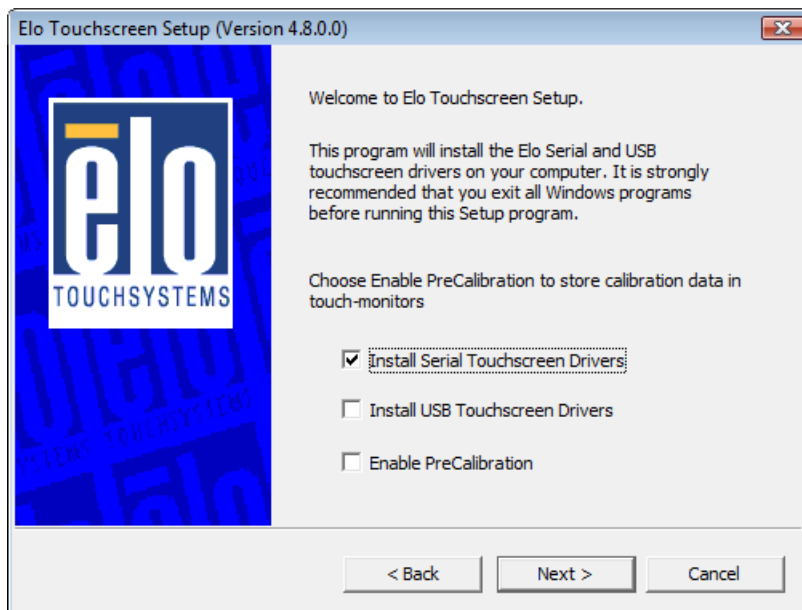 Elo Touchscreen Setup (Version 4.8.0.0)
Welcome to Elo Touchscreen Setup.
This program will install the Elo Serial and USB
touchscreen drivers on your computer. It is strongly
recommended that you exit all Windows programs
before running this Setup program.
elo
TOUCHSYSTEMS
Choose Enable PreCalibration to store calibration data in
touch-monitors
Install Serial Touchscreen Drivers
Install USB Touchscreen Drivers
Enable PreCalibration
< Back
Next >
Cancel